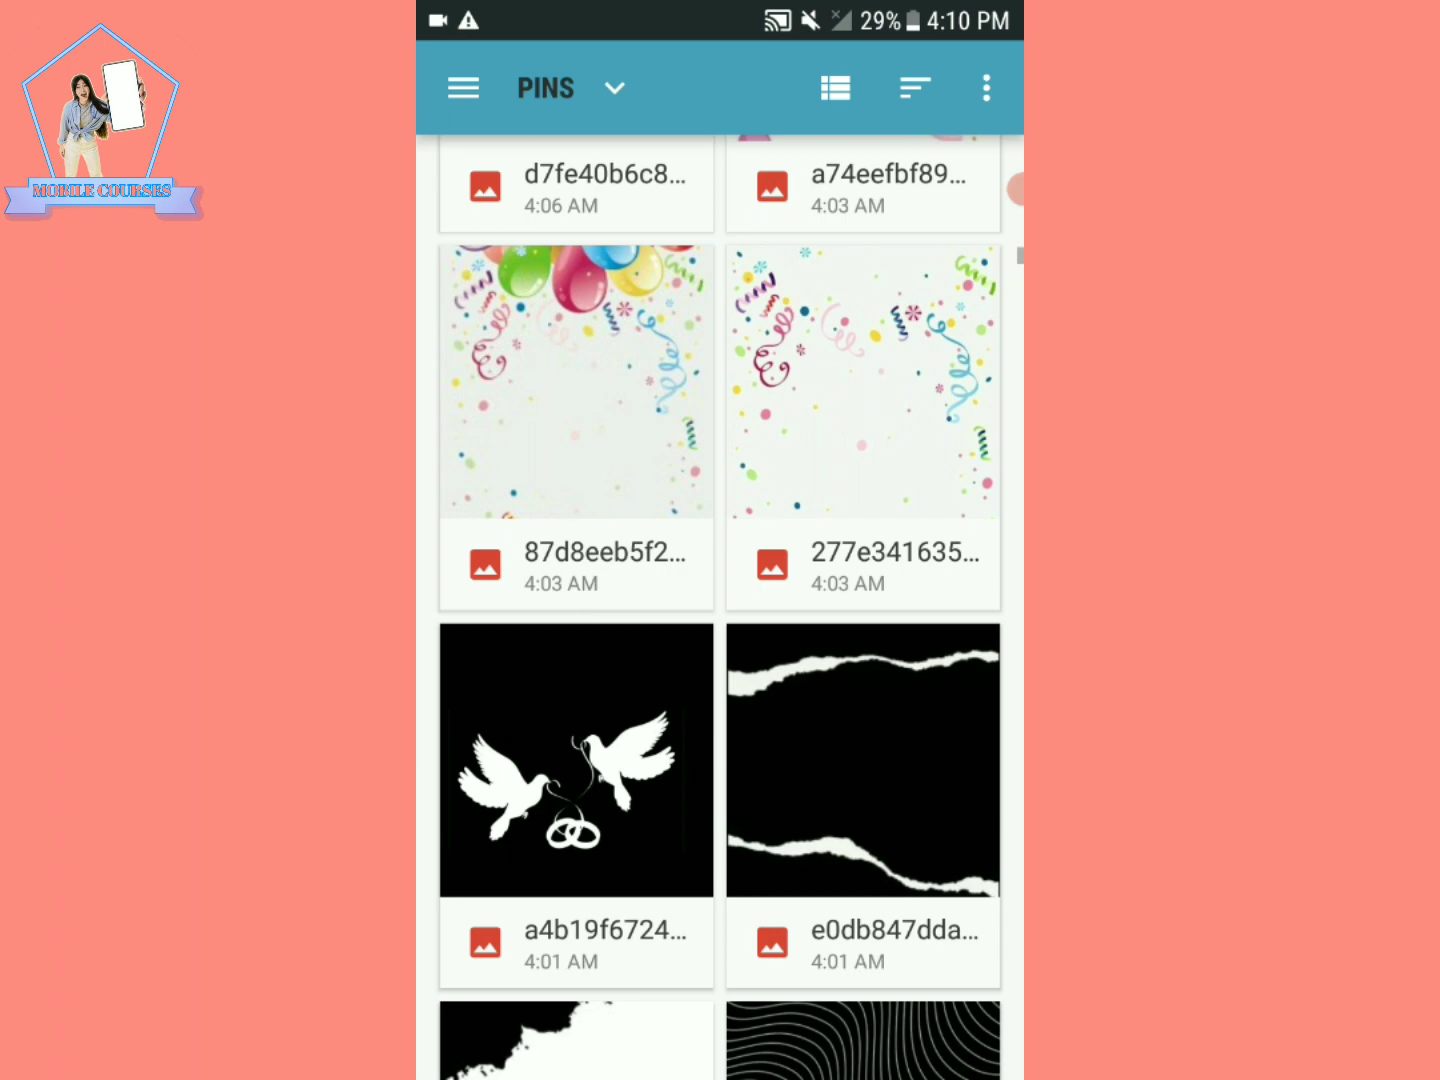 MOBILE COURSES
29% 4:10 PM
PINS
d7fe40b6c8...
4:06 AM
a74eefbf89...
4:03 AM
87d8eeb5f2...
4:03 AM
277e341635...
4:03 AM
a4b19f6724...
4:01 AM
e0db847dda...
4:01 AM